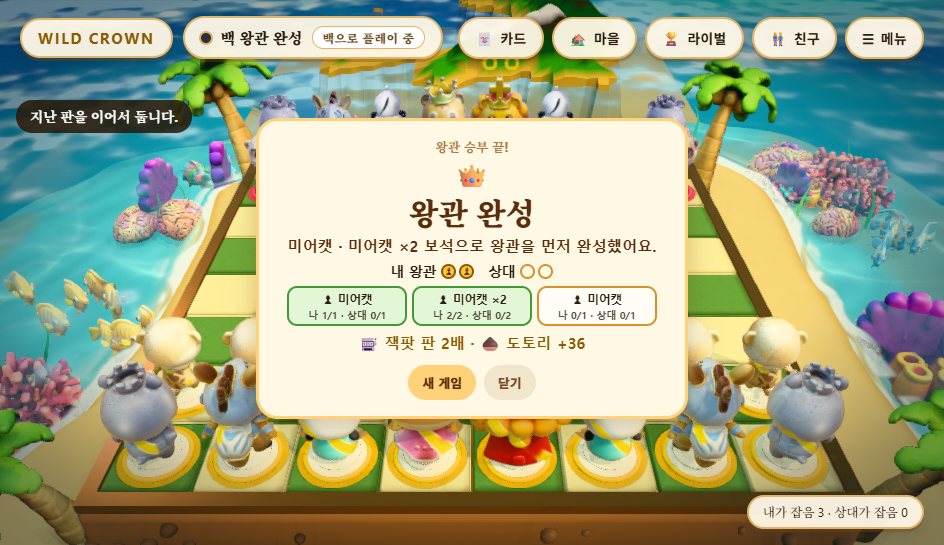 WILD CROWN
백 왕관 완성 백으로 플레이 중
카드
마을
라이벌
친구
☰ 메뉴
지난 판을 이어서 둡니다.
왕관 승부 끝!
왕관 완성
미어캣 · 미어캣 ×2 보석으로 왕관을 먼저 완성했어요.
내 왕관 상대
미어캣
나 1/1 · 상대 0/1
미어캣 ×2
나 2/2 · 상대 0/2
미어캣
나 0/1 · 상대 0/1
잭팟 판 2배 · 도토리 +36
새 게임
닫기
내가 잡음 3 · 상대가 잡음 0